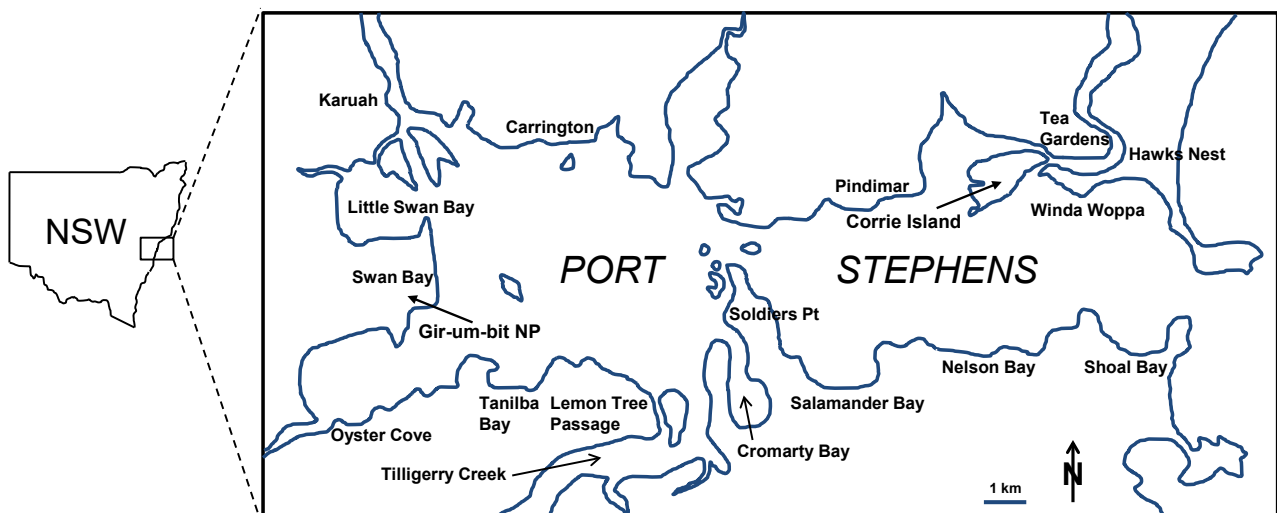 NSW
Karuah
Carrington
Tea
Gardens
Hawks Nest
Pindimar
Corrie Island
Winda Woppa
Little Swan Bay
Swan Bay
PORT
STEPHENS
Gir-um-bit NP
Soldiers Pt
Nelson Bay
Shoal Bay
Tanilba
Bay
Lemon Tree
Passage
Salamander Bay
Oyster Cove
Cromarty Bay
Tilligerry Creek
1 km
N